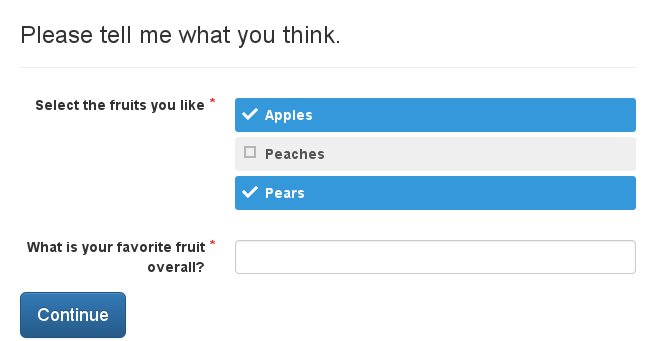 Please tell me what you think.
Select the fruits you like *
Apples
Peaches
Pears
What is your favorite fruit *
overall?
Continue